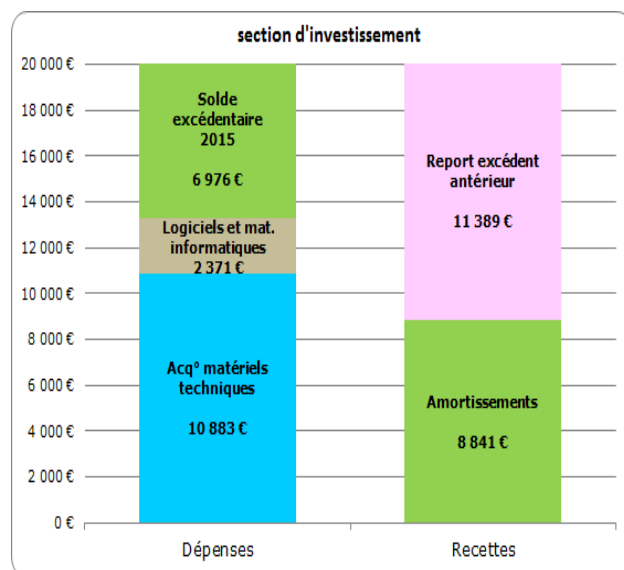 section d'investissement
20 000 €
18 000 €
16 000 €
14 000 €
12 000 €
10 000 €
8 000 €
6 000 €
4 000 €
2 000 €
0 €
Solde
excédentaire
2015
6 976 €
Logiciels et mat.
informatiques
2 371 €
Acq° matériels
techniques
10 883 €
Report excédent
antérieur
11 389 €
Amortissements
8 841 €
Dépenses
Recettes